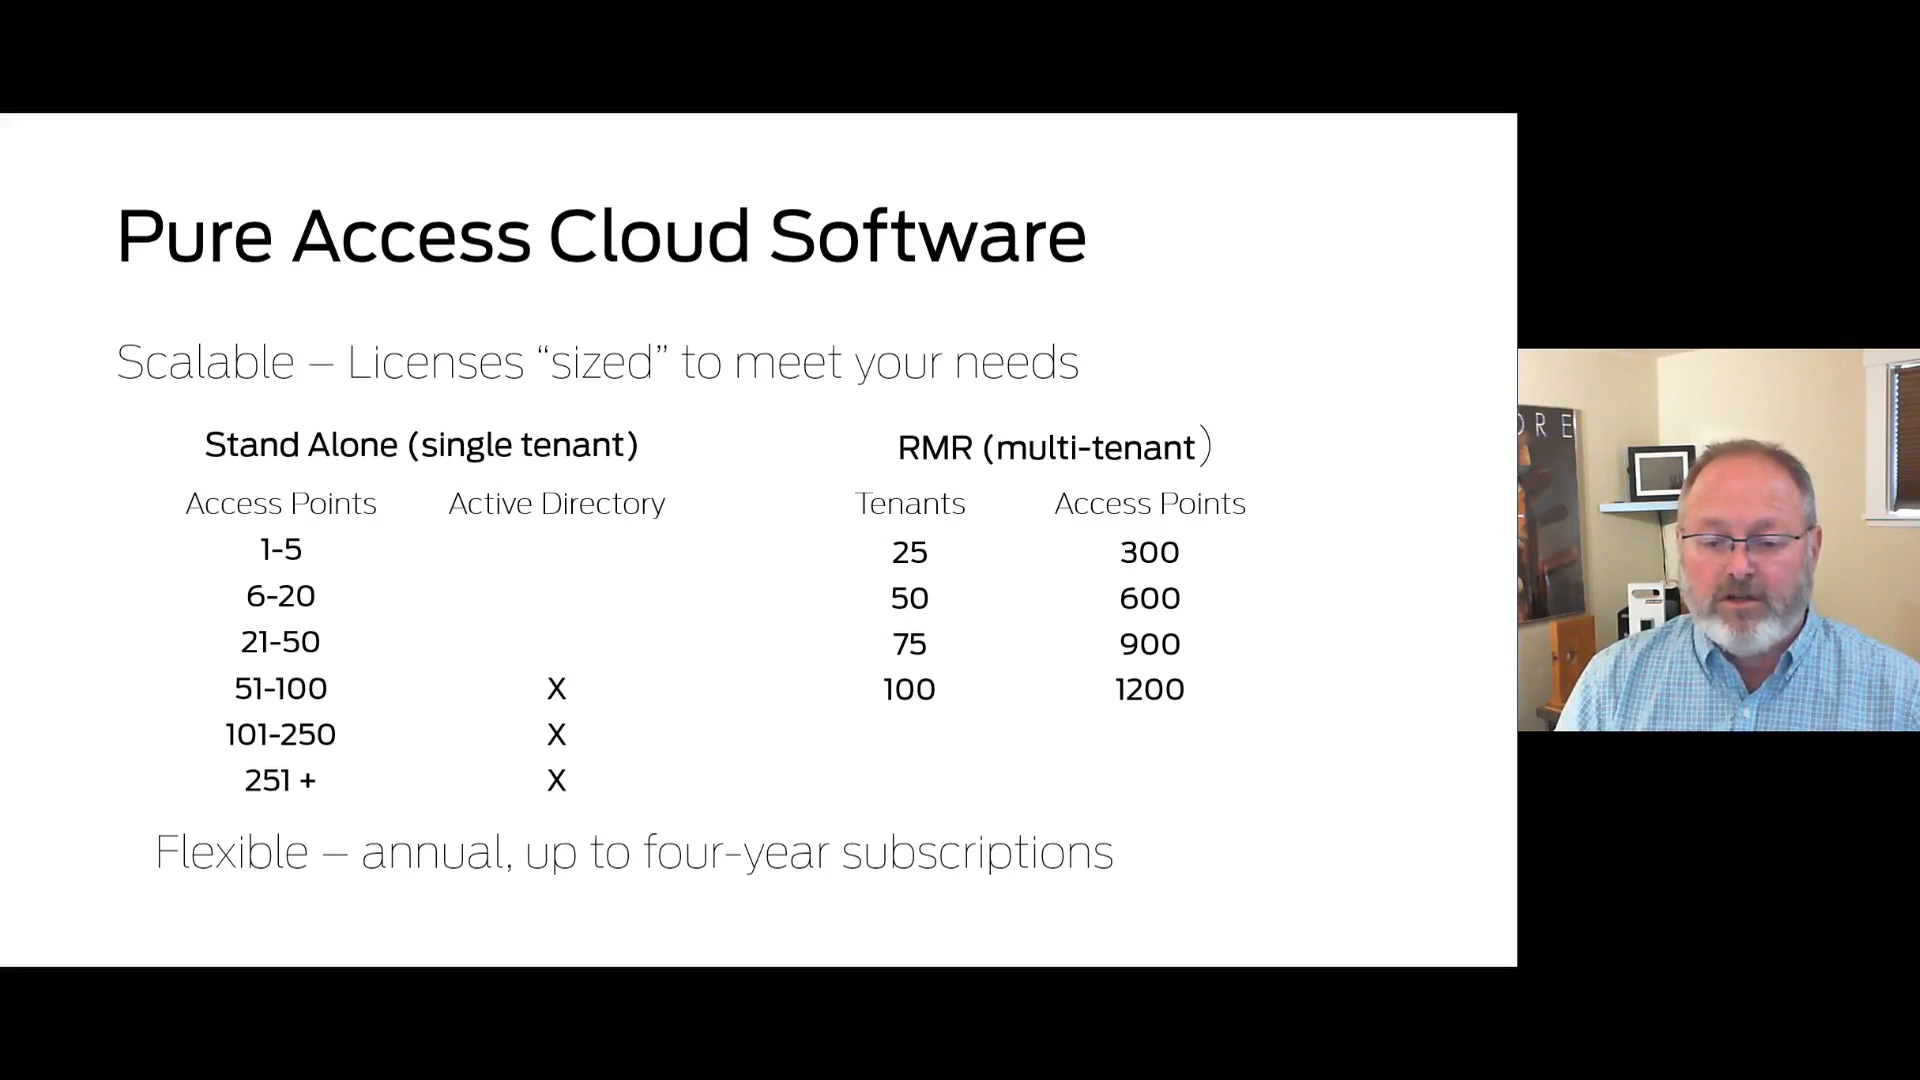 Pure Access Cloud Software
Scalable – Licenses “sized” to meet your needs
Stand Alone (single tenant)
Access Points Active Directory
1-5
6-20
21-50
51-100 X
101-250 X
251 + X
RMR (multi-tenant)
Tenants Access Points
25 300
50 600
75 900
100 1200
Flexible – annual, up to four-year subscriptions
ORE